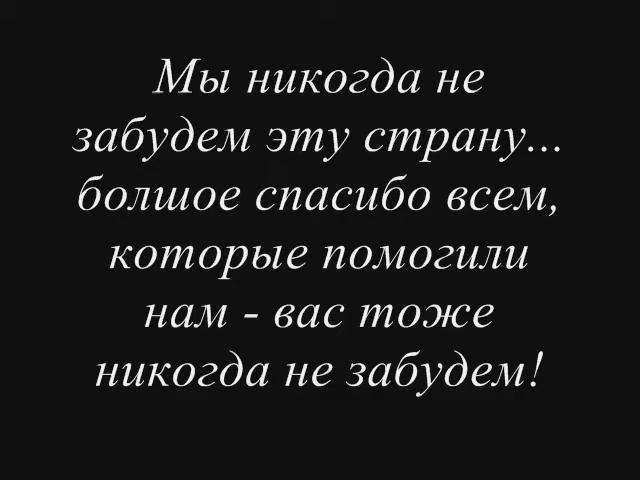 Мы никогда не
забудем эту страну...
болшое спасибо всем,
которые помогили
нам - вас тоже
никогда не забудем!